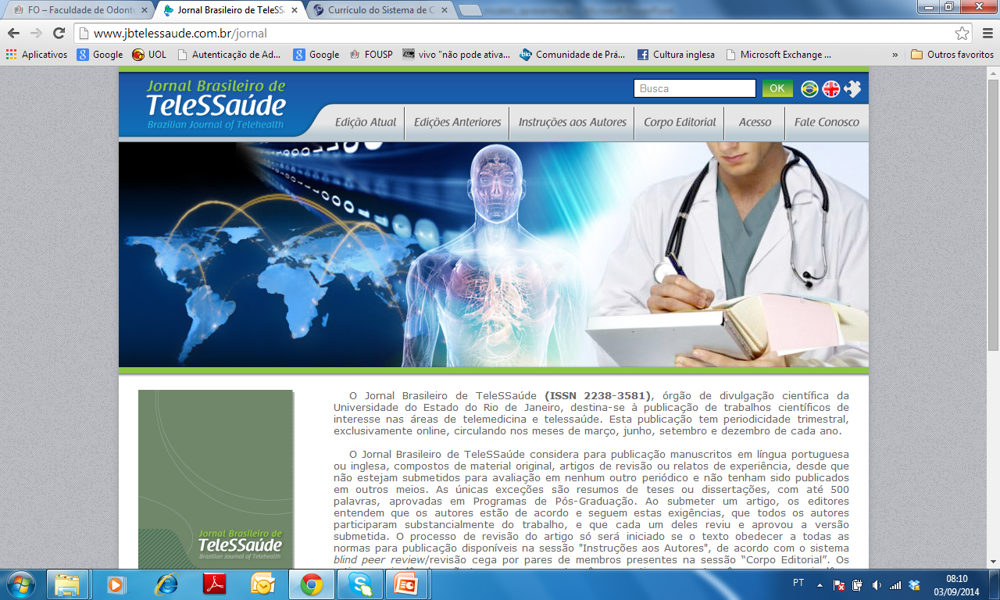 FO – Faculdade de Odont
Jornal Brasileiro de TeleSS
Currículo do Sistema de C
www.jbtelessaude.com.br/jornal
Aplicativos Google UOL Autenticação de Ad... Google FOUSP vivo "não pode ativa... Comunidade de Prá... Cultura inglesa Microsoft Exchange ... » Outros favoritos
Jornal Brasileiro de
TeleSSaúde
Brazilian Journal of Telehealth
Busca OK
Edição Atual Edições Anteriores Instruções aos Autores Corpo Editorial Acesso Fale Conosco
O Jornal Brasileiro de TeleSSaúde (ISSN 2238-3581), órgão de divulgação científica da
Universidade do Estado do Rio de Janeiro, destina-se à publicação de trabalhos científicos de
interesse nas áreas de telemedicina e telessaúde. Esta publicação tem periodicidade trimestral,
exclusivamente online, circulando nos meses de março, junho, setembro e dezembro de cada ano.
O Jornal Brasileiro de TeleSSaúde considera para publicação manuscritos em língua portuguesa
ou inglesa, compostos de material original, artigos de revisão ou relatos de experiência, desde que
não estejam submetidos para avaliação em nenhum outro periódico e não tenham sido publicados
em outros meios. As únicas exceções são resumos de teses ou dissertações, com até 500
palavras, aprovadas em Programas de Pós-Graduação. Ao submeter um artigo, os editores
entendem que os autores estão de acordo e seguem estas exigências, que todos os autores
participaram substancialmente do trabalho, e que cada um deles reviu e aprovou a versão
submetida. O processo de revisão do artigo só será iniciado se o texto obedecer a todas as
normas para publicação disponíveis na sessão "Instruções aos Autores", de acordo com o sistema
blind peer review/revisão cega por pares de membros presentes na sessão “Corpo Editorial”. Os
Jornal Brasileiro de
TeleSSaúde
Brazilian Journal of Telehealth
PT
08:10
03/09/2014